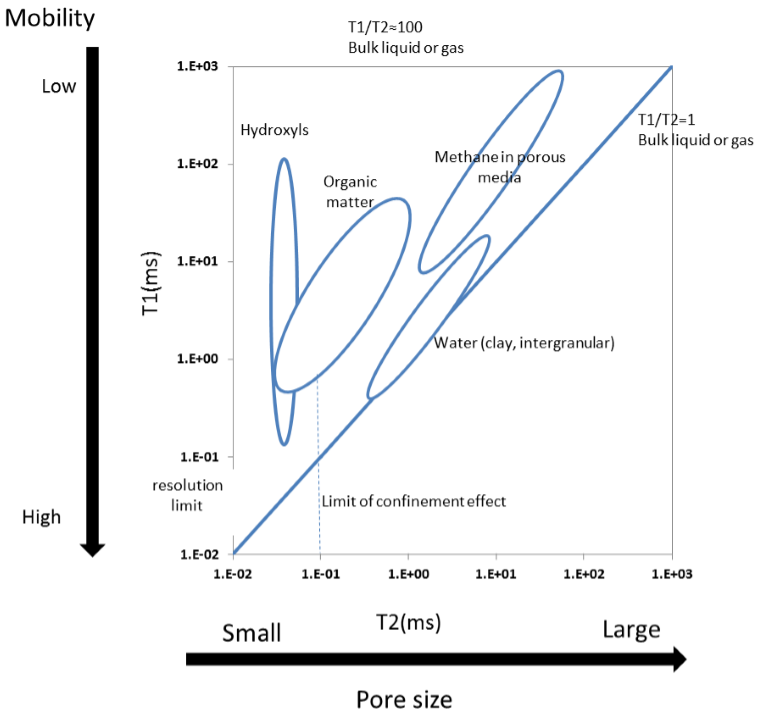 Mobility
T1/T2≈100
Bulk liquid or gas
1.E+03
Low
T1/T2=1
Bulk liquid or gas
Hydroxyls
1.E+02
Methane in porous
media
Organic
matter
1.E+01
T1(ms)
1.E+00
Water (clay, intergranular)
1.E-01
resolution
limit
Limit of confinement effect
High
1.E-02
1.E-02 1.E-01 1.E+00 1.E+01 1.E+02 1.E+03
T2(ms)
Small Large
Pore size